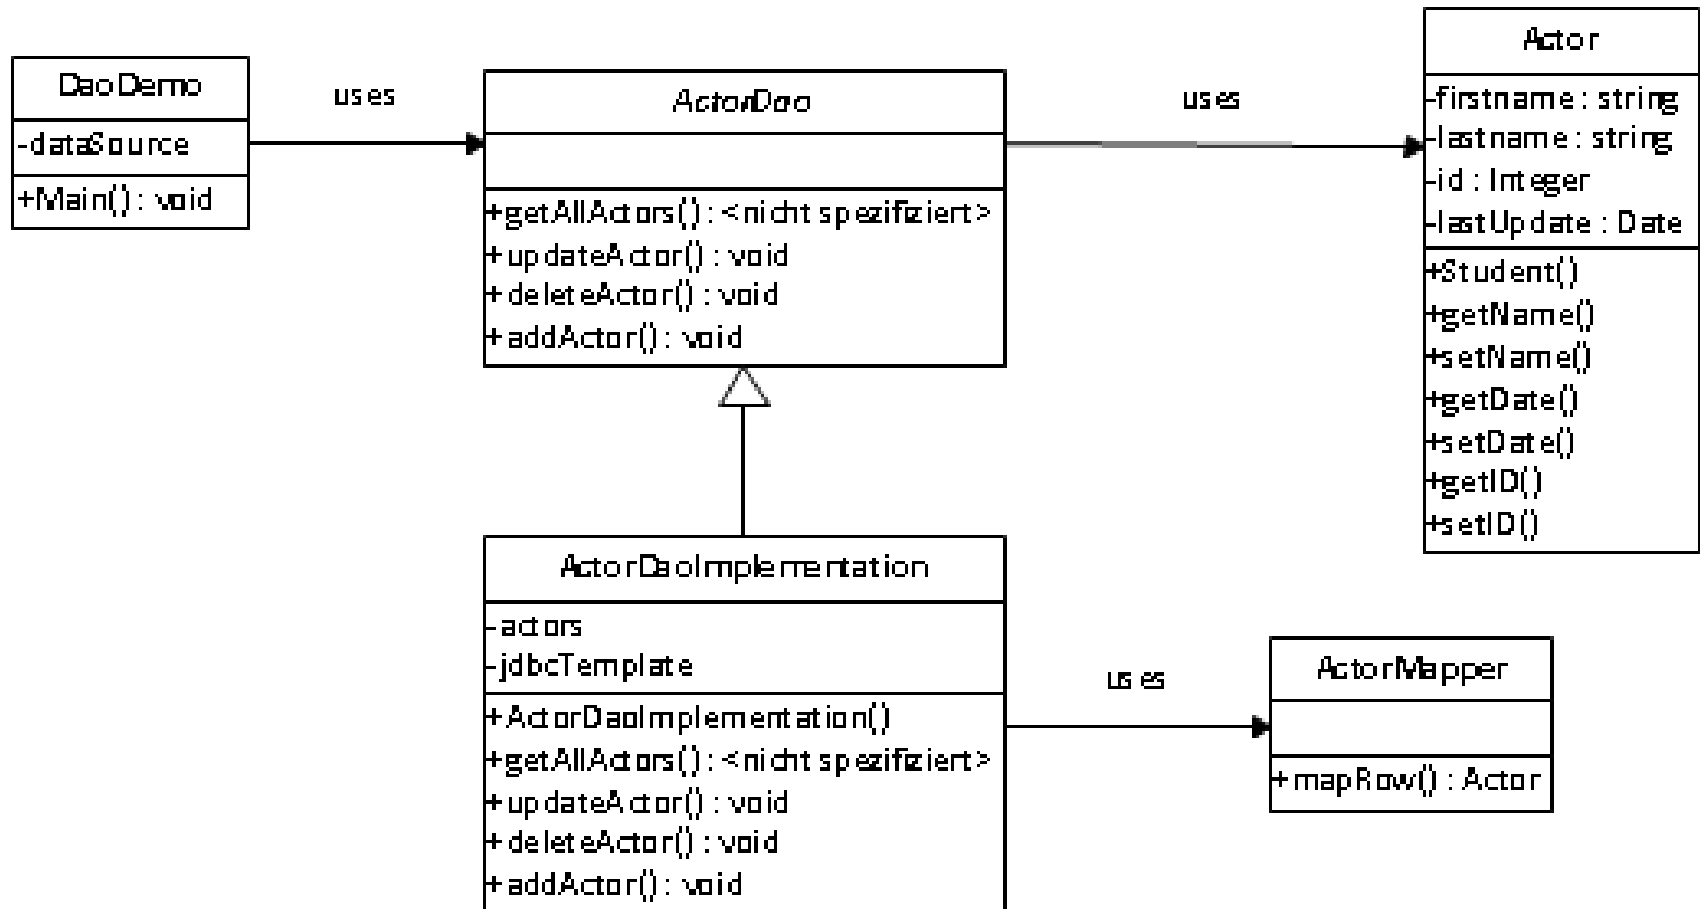 DaoDemo
-dataSource
+Main() : void
uses
ActorDao
+getAllActors() : <nicht spezifiziert>
+updateActor() : void
+deleteActor() : void
+addActor() : void
uses
Actor
-firstname : string
-lastname : string
-id : Integer
-lastUpdate : Date
+Student()
+getName()
+setName()
+getDate()
+setDate()
+getID()
+setID()
ActorDaoImplementation
-actors
-jdbcTemplate
+ActorDaoImplementation()
+getAllActors() : <nicht spezifiziert>
+updateActor() : void
+deleteActor() : void
+addActor() : void
uses
ActorMapper
+mapRow() : Actor